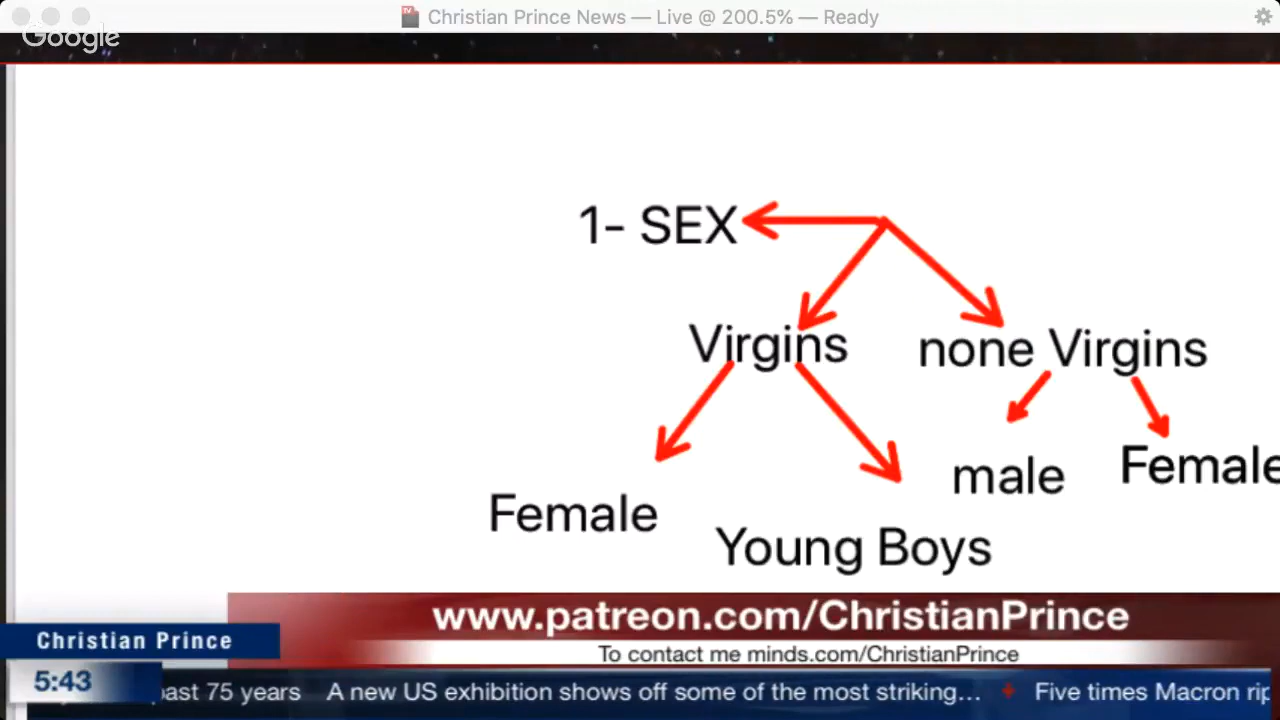 Christian Prince News — Live @ 200.5% — Ready
Google
1- SEX
Virgins
none Virgins
male
Female
Female
Young Boys
www.patreon.com/ChristianPrince
To contact me minds.com/ChristianPrince
Christian Prince
5:43
past 75 years A new US exhibition shows off some of the most striking... Five times Macron rip